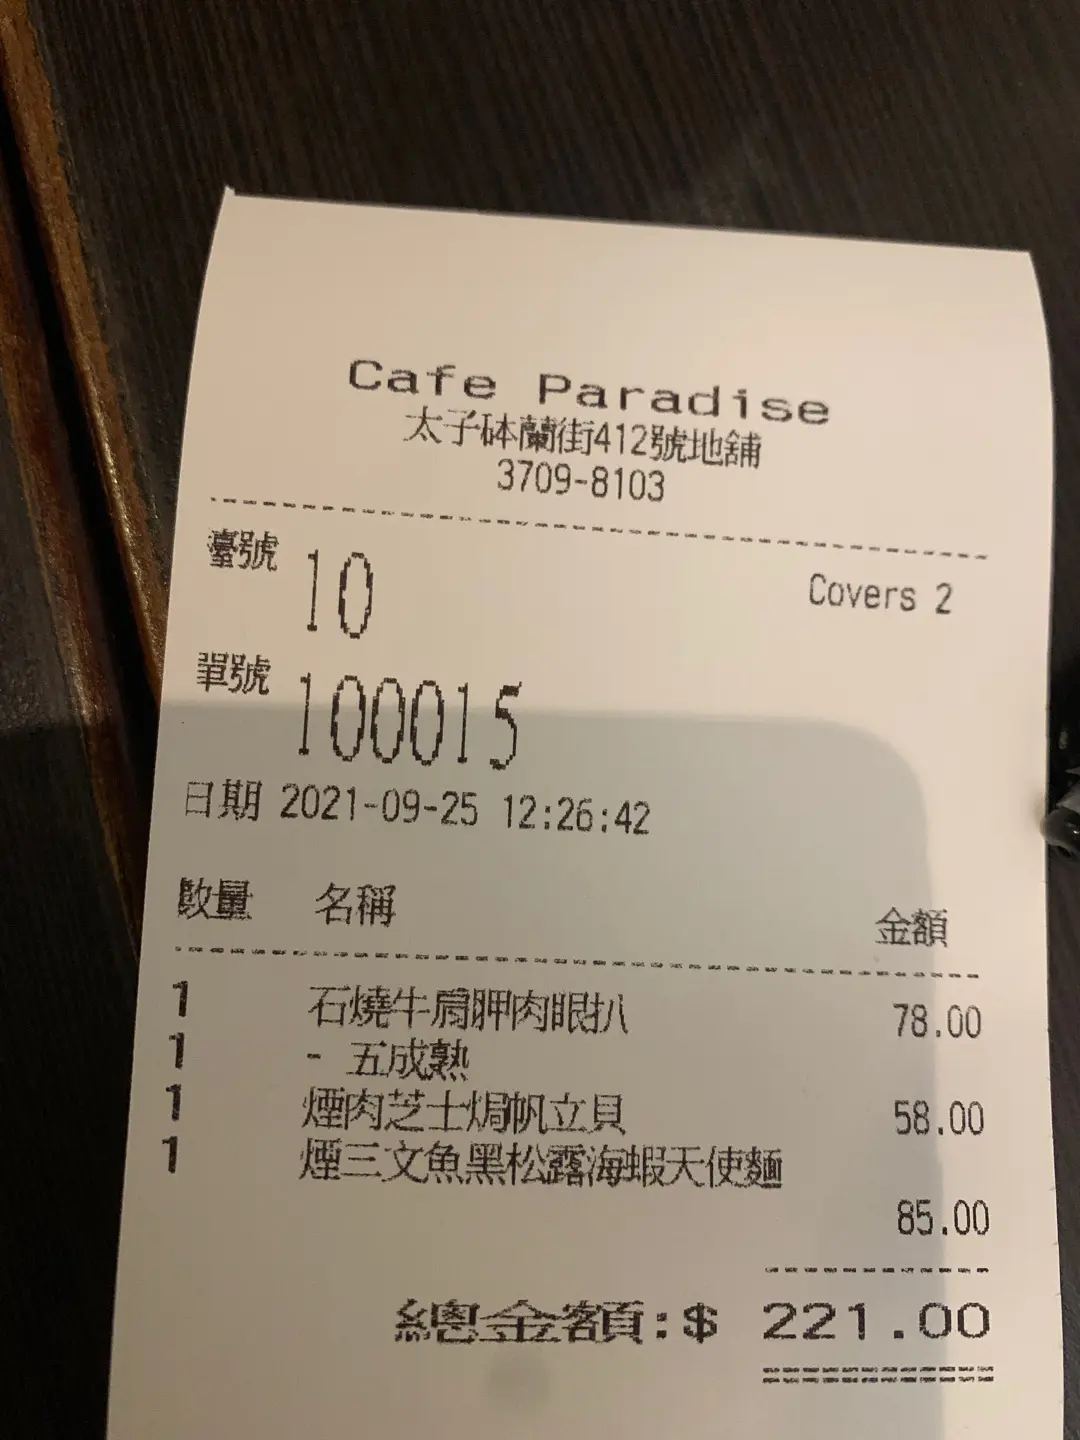 Cafe Paradise
太子砵蘭街412號地舖
3709-8103
臺號 10 Covers 2
單號 100015
日期 2021-09-25 12:26:42
數量 名稱 金額
1 石燒牛肩胛肉眼扒 78.00
1 - 五成熟
1 煙肉芝士焗帆立貝 58.00
1 煙三文魚黑松露海蝦天使麵
85.00
總金額:$ 221.00